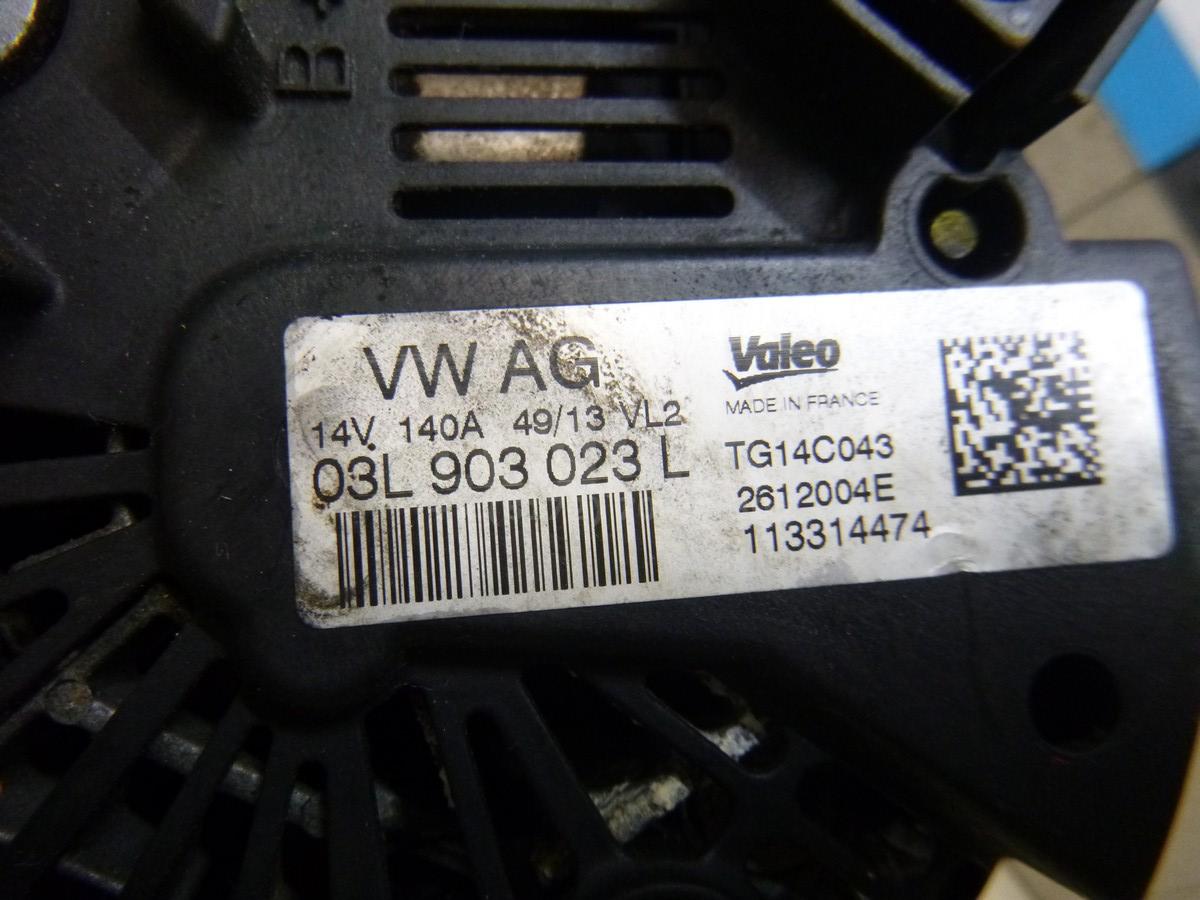 B+
VW AG
14V 140A 49/13 VL2
03L 903 023 L
Valeo
MADE IN FRANCE
TG14C043
2612004E
113314474